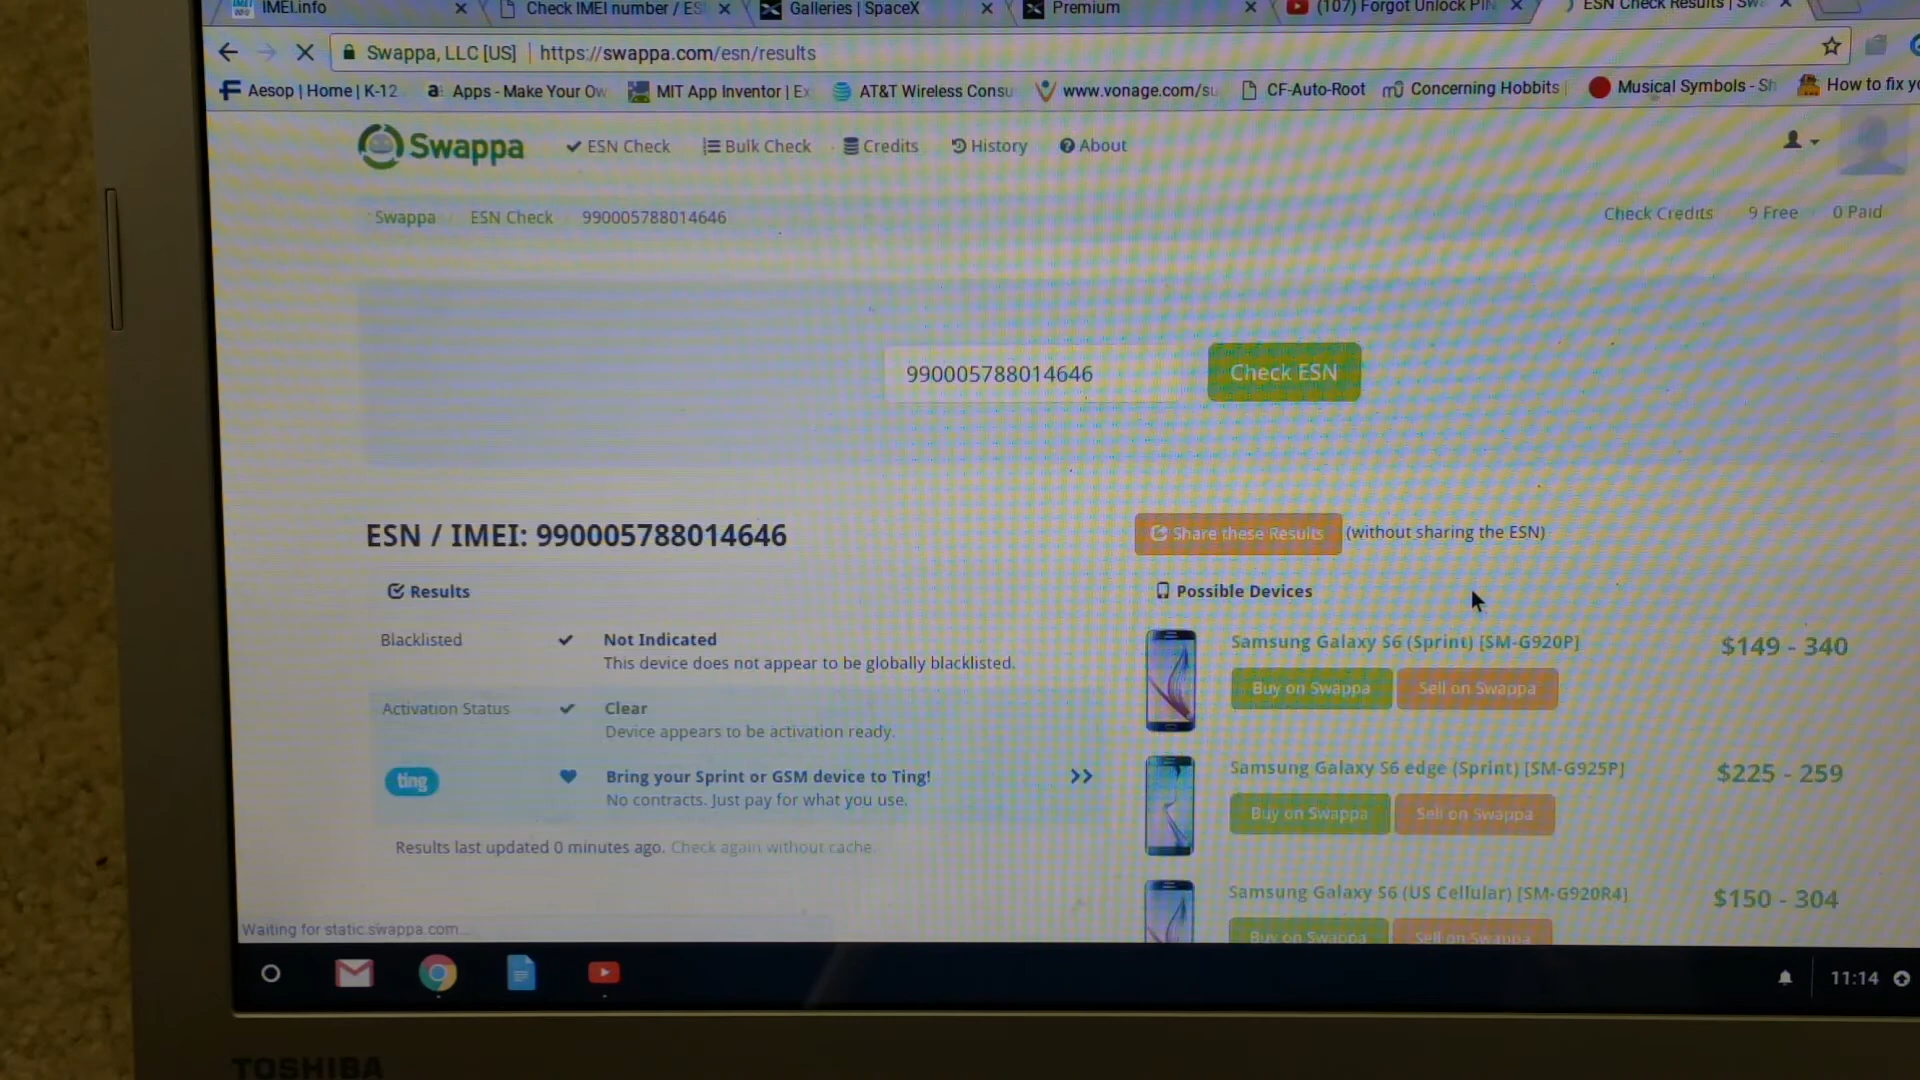 IMEI.info
Check IMEI number / ES
Galleries | SpaceX
Premium
(107) Forgot Unlock PIN
ESN Check Results | Swa
Swappa, LLC [US]
https://swappa.com/esn/results
Aesop | Home | K-12
Apps - Make Your Ow
MIT App Inventor | Ex
AT&T Wireless Consu
www.vonage.com/su
CF-Auto-Root
Concerning Hobbits
Musical Symbols - Sh
How to fix yo
Swappa
ESN Check
Bulk Check
Credits
History
About
Swappa
ESN Check
990005788014646
Check Credits
9 Free
0 Paid
990005788014646
Check ESN
ESN / IMEI: 990005788014646
Share these Results
(without sharing the ESN)
Results
Possible Devices
Blacklisted
Not Indicated
This device does not appear to be globally blacklisted.
Activation Status
Clear
Device appears to be activation ready.
ting
Bring your Sprint or GSM device to Ting!
No contracts. Just pay for what you use.
Results last updated 0 minutes ago. Check again without cache.
Samsung Galaxy S6 (Sprint) [SM-G920P]
$149 - 340
Buy on Swappa
Sell on Swappa
Samsung Galaxy S6 edge (Sprint) [SM-G925P]
$225 - 259
Buy on Swappa
Sell on Swappa
Samsung Galaxy S6 (US Cellular) [SM-G920R4]
$150 - 304
Buy on Swappa
Sell on Swappa
Waiting for static.swappa.com...
11:14
TOSHIBA